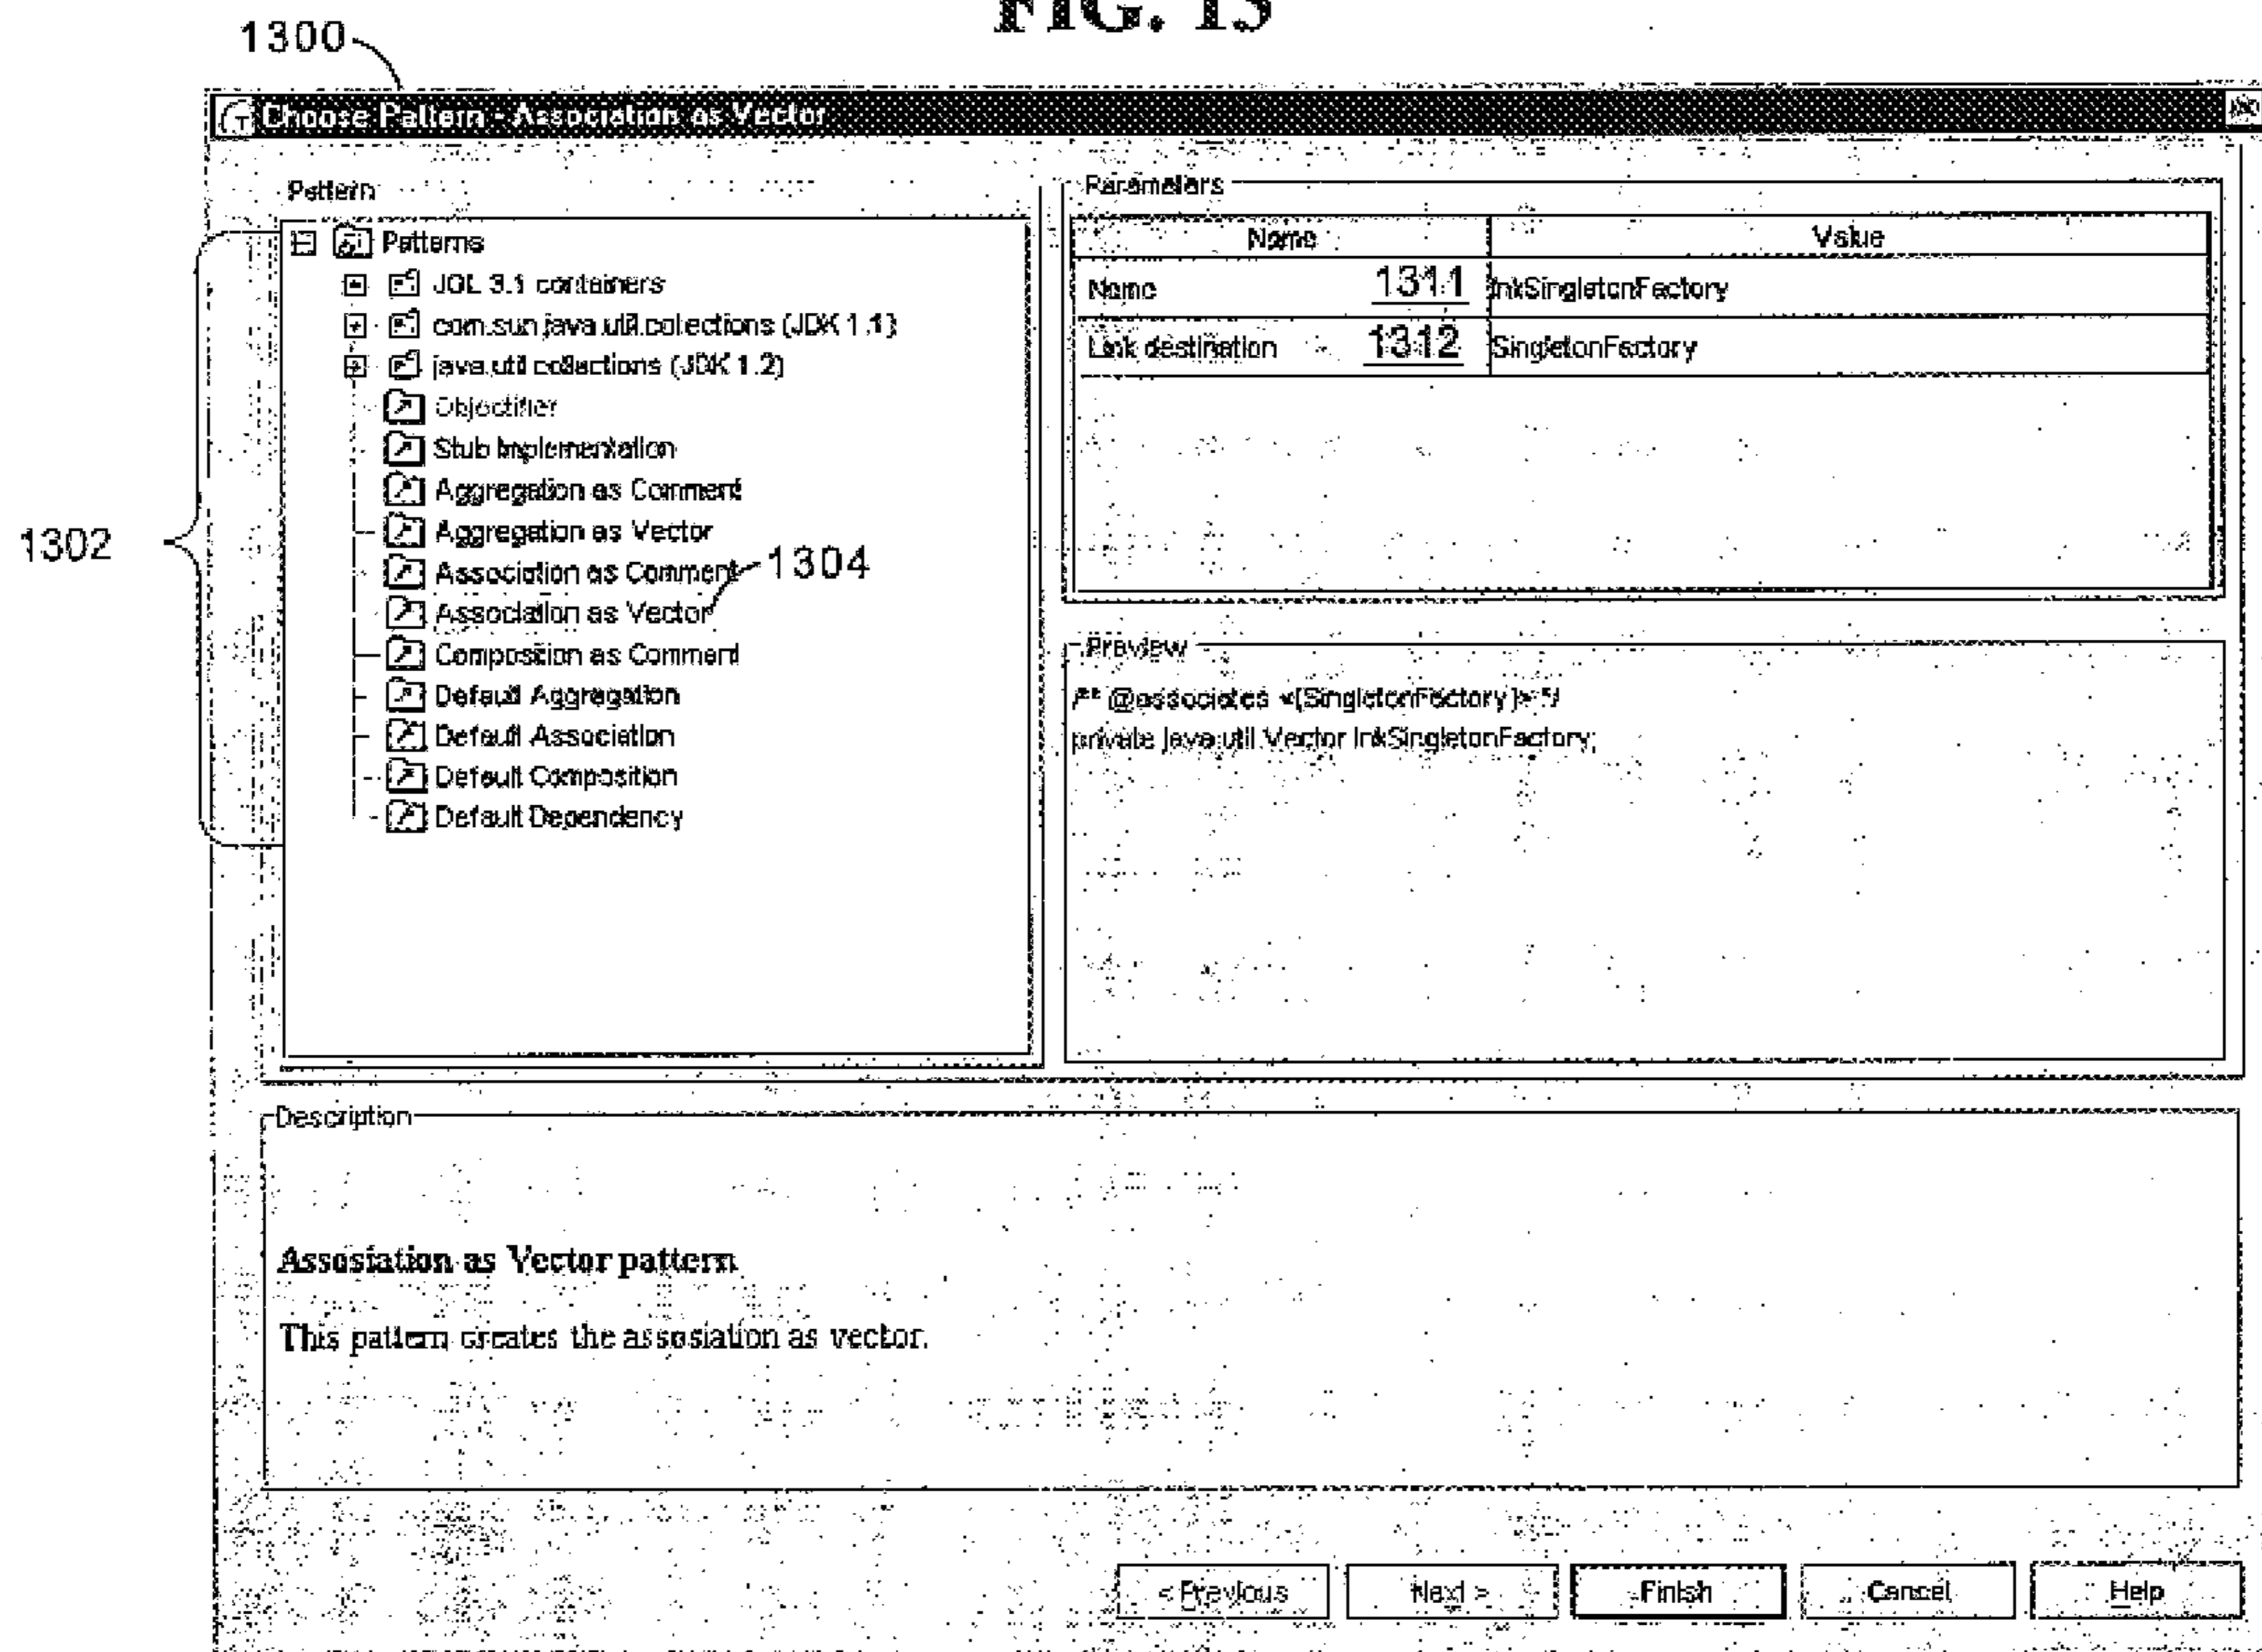 FIG. 13
1300
Choose Pattern - Association as Vector
Pattern
Patterns
JGL 3.1 containers
com.sun.java.util.collections (JDK 1.1)
java.util.collections (JDK 1.2)
Objectifier
Stub Implementation
Aggregation as Comment
Aggregation as Vector
Association as Comment
1304
Association as Vector
Composition as Comment
Default Aggregation
Default Association
Default Composition
Default Dependency
1302
Parameters
Name Value
Name 1311 lnkSingletonFactory
Link destination 1312 SingletonFactory
Preview
/** @associates <{SingletonFactory}> */
private java.util.Vector lnkSingletonFactory;
Description
Assosiation as Vector pattern
This pattern creates the assosiation as vector.
< Previous Next > Finish Cancel Help